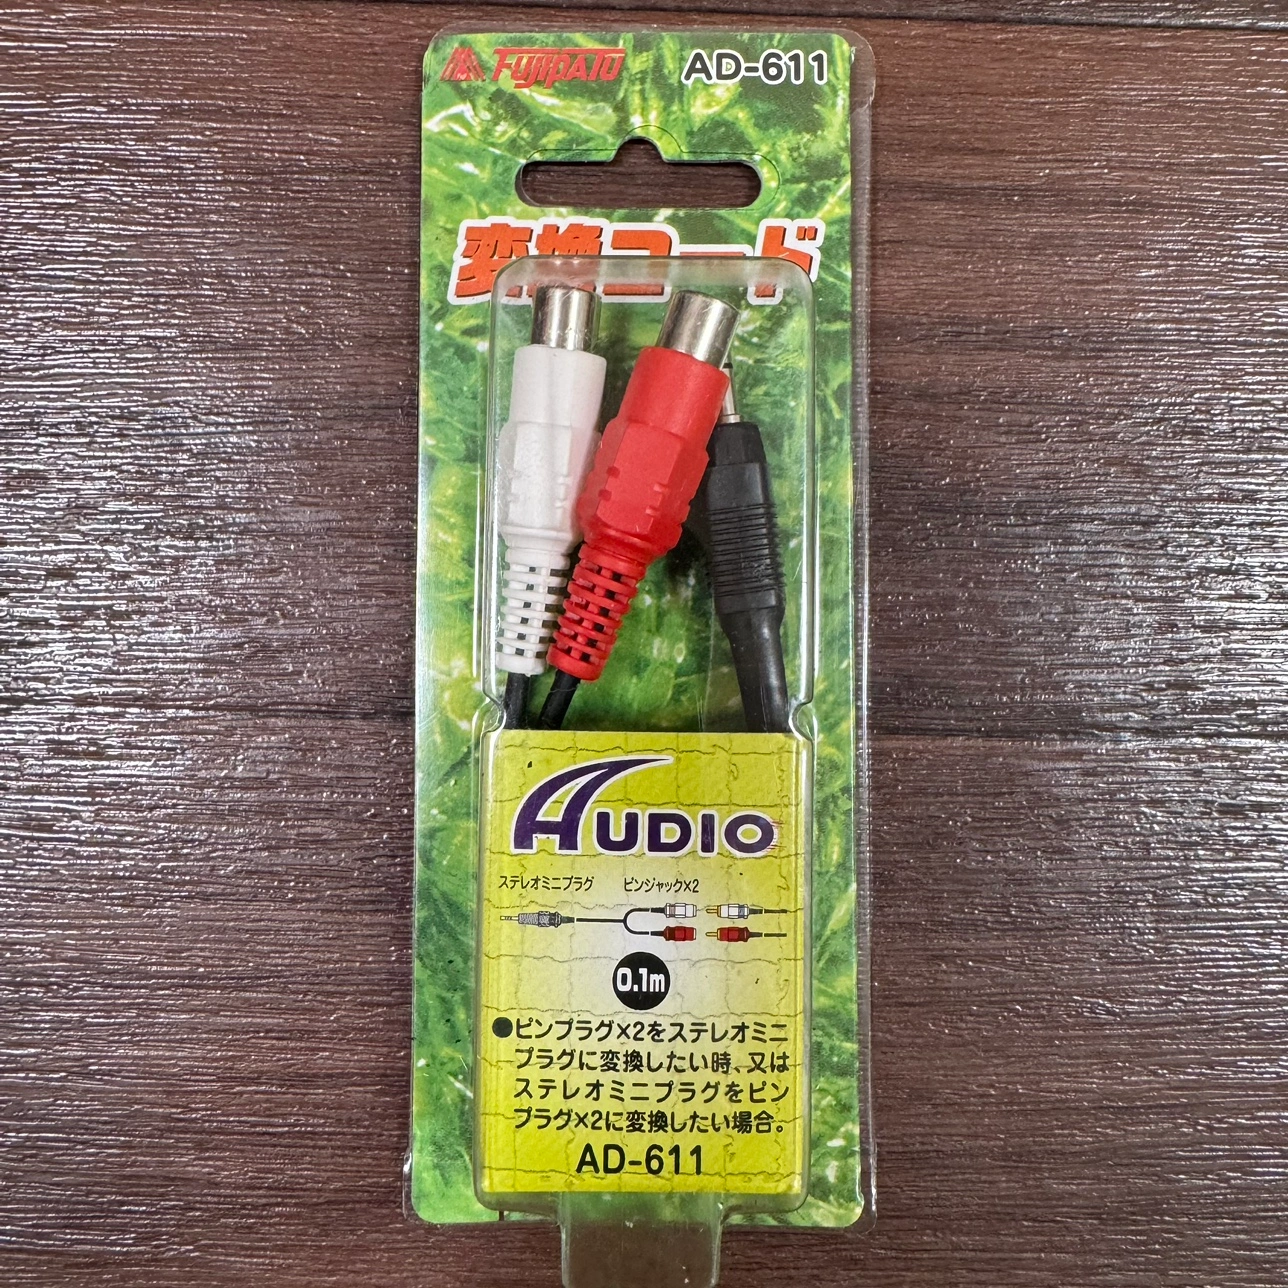 FUJIPATU AD-611
変換コード
AUDIO
ステレオミニプラグ ピンジャック×2
0.1m
●ピンプラグ×2をステレオミニ
プラグに変換したい時、又は
ステレオミニプラグをピン
プラグ×2に変換したい場合。
AD-611